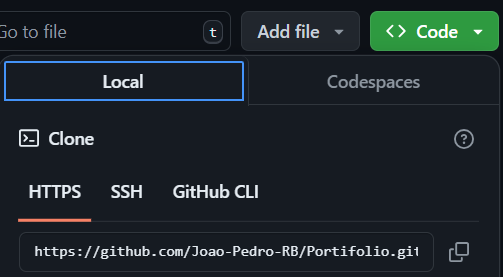 Go to file t Add file Code
Local Codespaces
Clone
HTTPS SSH GitHub CLI
https://github.com/Joao-Pedro-RB/Portifolio.git